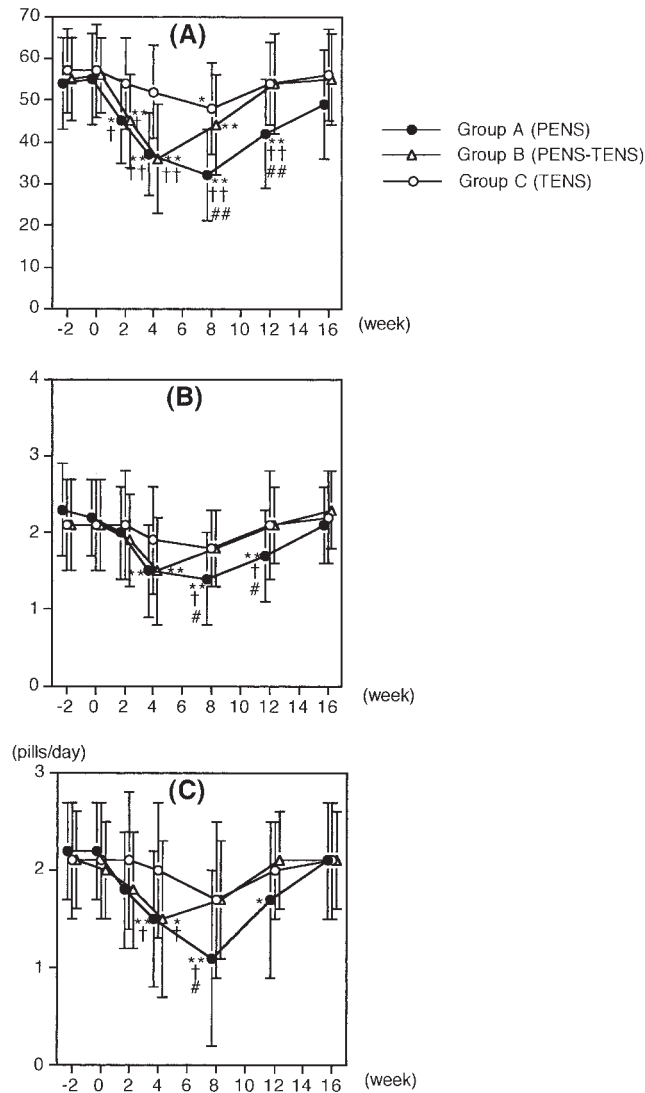 (A)
70
60
50
40
30
20
10
0
* * * * * *
† † * *
* * * *
†† ††
* *
††
##
* *
††
##
-2 0 2 4 6 8 10 12 14 16 (week)
Group A (PENS)
Group B (PENS-TENS)
Group C (TENS)
(B)
4
3
2
1
0
* * * *
* *
†
#
* *
†
#
-2 0 2 4 6 8 10 12 14 16 (week)
(pills/day)
(C)
3
2
1
0
* * *
† †
* *
†
#
*
-2 0 2 4 6 8 10 12 14 16 (week)